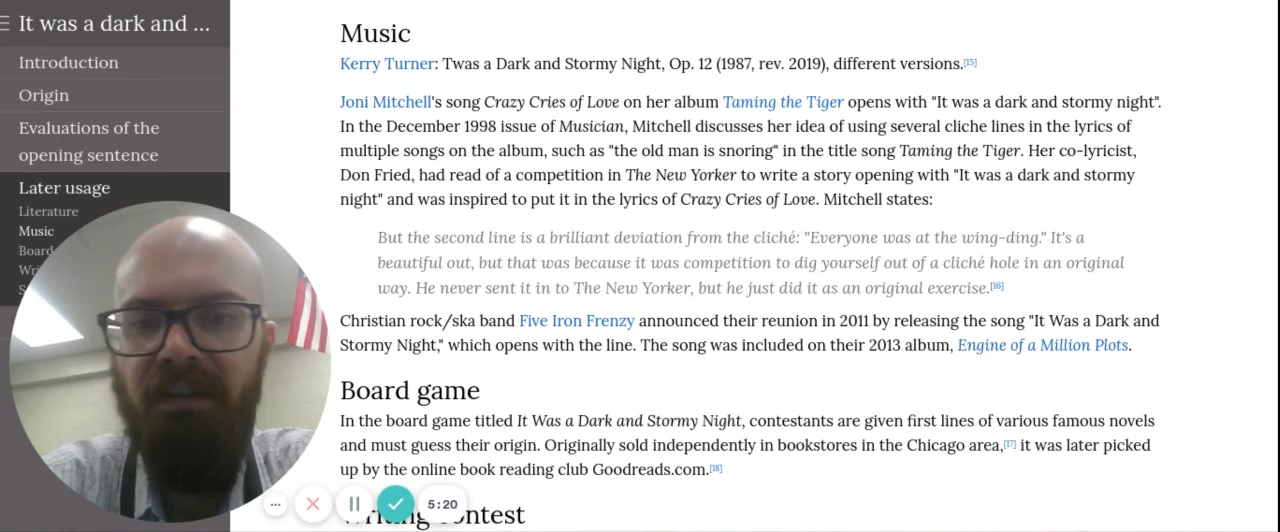 It was a dark and ...
Introduction
Origin
Evaluations of the
opening sentence
Later usage
Literature
Music
Board
Music
Kerry Turner: Twas a Dark and Stormy Night, Op. 12 (1987, rev. 2019), different versions.[15]
Joni Mitchell's song Crazy Cries of Love on her album Taming the Tiger opens with "It was a dark and stormy night".
In the December 1998 issue of Musician, Mitchell discusses her idea of using several cliche lines in the lyrics of
multiple songs on the album, such as "the old man is snoring" in the title song Taming the Tiger. Her co-lyricist,
Don Fried, had read of a competition in The New Yorker to write a story opening with "It was a dark and stormy
night" and was inspired to put it in the lyrics of Crazy Cries of Love. Mitchell states:
But the second line is a brilliant deviation from the cliché: "Everyone was at the wing-ding." It's a
beautiful out, but that was because it was competition to dig yourself out of a cliché hole in an original
way. He never sent it in to The New Yorker, but he just did it as an original exercise.[16]
Christian rock/ska band Five Iron Frenzy announced their reunion in 2011 by releasing the song "It Was a Dark and
Stormy Night," which opens with the line. The song was included on their 2013 album, Engine of a Million Plots.
Board game
In the board game titled It Was a Dark and Stormy Night, contestants are given first lines of various famous novels
and must guess their origin. Originally sold independently in bookstores in the Chicago area,[17] it was later picked
up by the online book reading club Goodreads.com.[18]
Writing contest
5:20